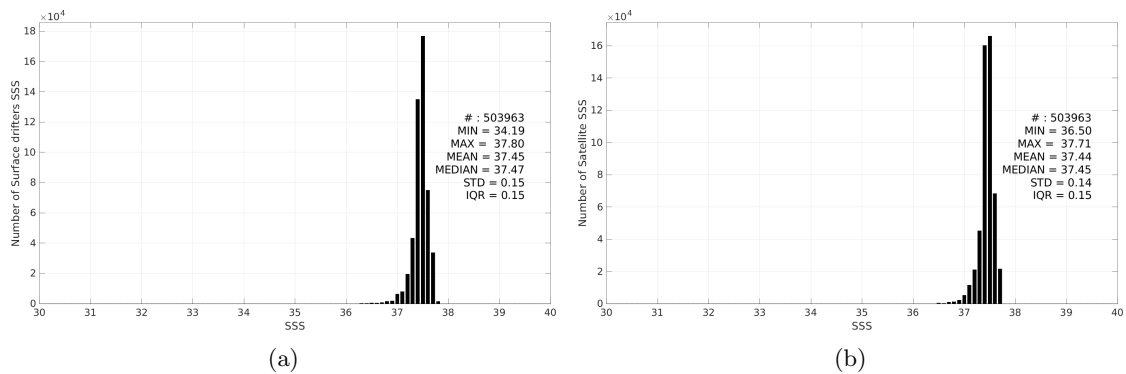 ×10⁴
18
16
14
12
10
8
6
4
2
0
Number of Surface drifters SSS
# : 503963
MIN = 34.19
MAX =  37.80
MEAN = 37.45
MEDIAN = 37.47
STD = 0.15
IQR = 0.15
30 31 32 33 34 35 36 37 38 39 40
SSS
(a)
×10⁴
16
14
12
10
8
6
4
2
0
Number of Satellite SSS
# : 503963
MIN = 36.50
MAX =  37.71
MEAN = 37.44
MEDIAN = 37.45
STD = 0.14
IQR = 0.15
30 31 32 33 34 35 36 37 38 39 40
SSS
(b)